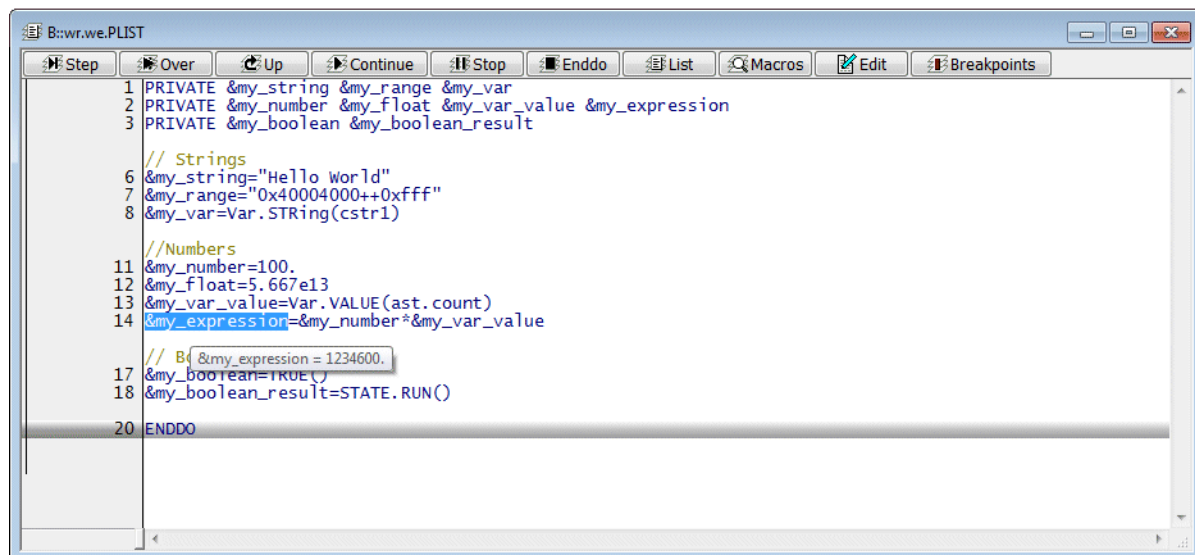 B::wr.we.PLIST
Step Over Up Continue Stop Enddo List Macros Edit Breakpoints
1 PRIVATE &my_string &my_range &my_var
2 PRIVATE &my_number &my_float &my_var_value &my_expression
3 PRIVATE &my_boolean &my_boolean_result
// Strings
6 &my_string="Hello World"
7 &my_range="0x40004000++0xfff"
8 &my_var=Var.STRing(cstr1)
//Numbers
11 &my_number=100.
12 &my_float=5.667e13
13 &my_var_value=Var.VALUE(ast.count)
14 &my_expression=&my_number*&my_var_value
// Bo
&my_expression = 1234600.
17 &my_boolean=TRUE()
18 &my_boolean_result=STATE.RUN()
20 ENDDO